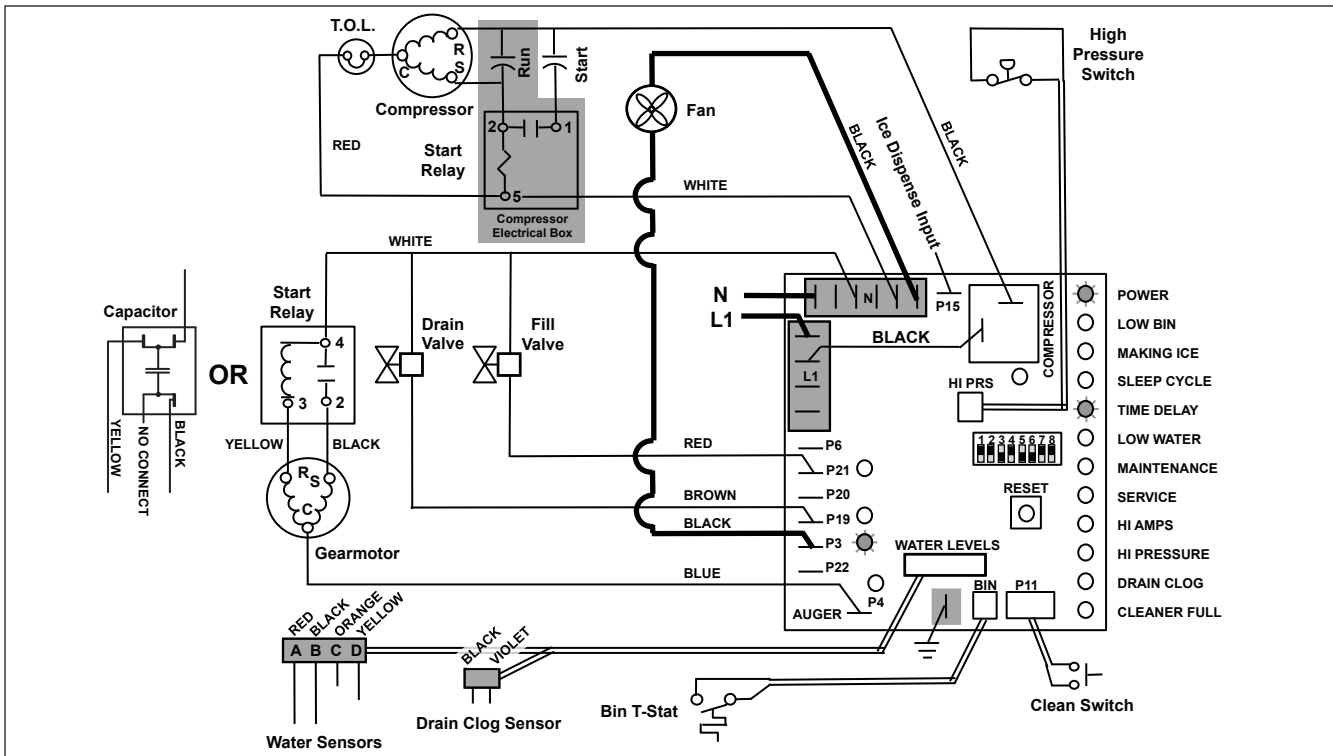 T.O.L.
R
S
C
Compressor
Run
Start
RED
2
1
Start
Relay
5
Compressor
Electrical Box
Fan
BLACK
Ice Dispense Input
BLACK
High
Pressure
Switch
WHITE
WHITE
Capacitor
YELLOW
NO CONNECT
BLACK
OR
Start
Relay
4
3
2
YELLOW
BLACK
R
S
C
Gearmotor
Drain
Valve
Fill
Valve
N
L1
N
P15
BLACK
L1
COMPRESSOR
HI PRS
POWER
LOW BIN
MAKING ICE
SLEEP CYCLE
TIME DELAY
LOW WATER
MAINTENANCE
SERVICE
HI AMPS
HI PRESSURE
DRAIN CLOG
CLEANER FULL
1 2 3 4 5 6 7 8
RESET
RED
BROWN
BLACK
BLUE
P6
P21
P20
P19
P3
P22
P4
AUGER
WATER LEVELS
BIN
P11
RED
BLACK
ORANGE
YELLOW
A B C D
Water Sensors
BLACK
VIOLET
Drain Clog Sensor
Bin T-Stat
Clean Switch